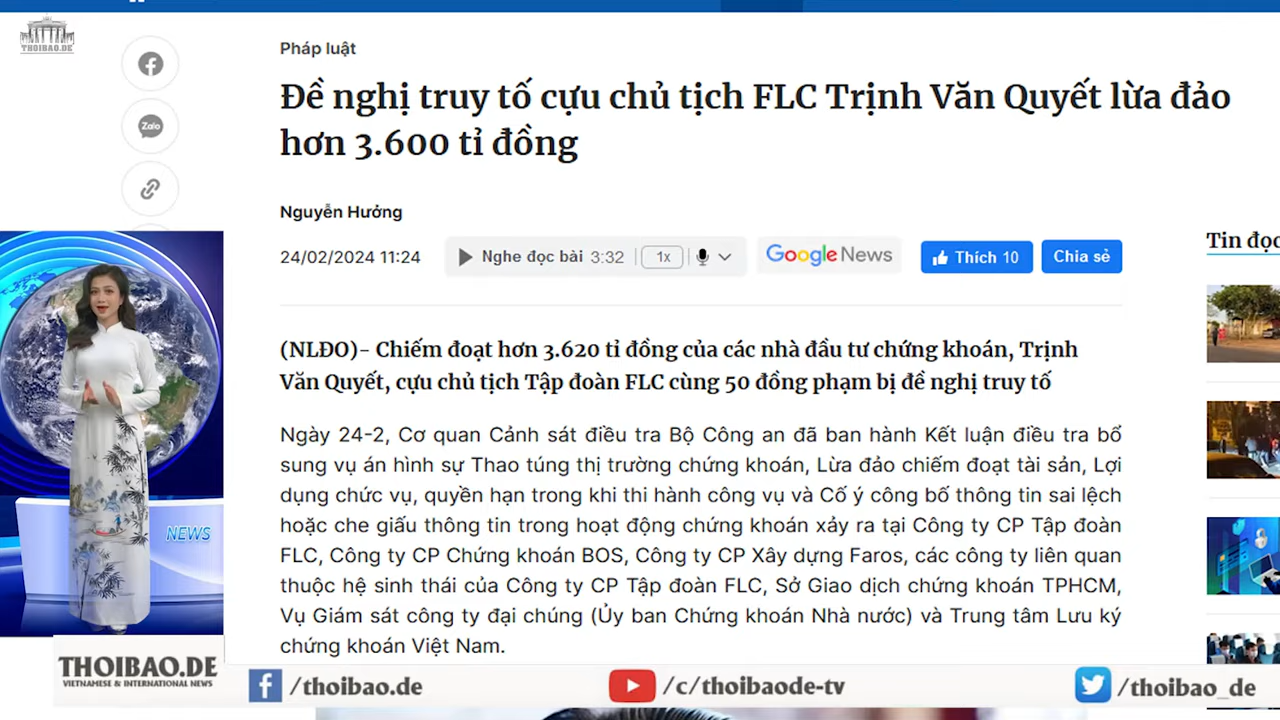 THOIBAO.DE
Pháp luật
Đề nghị truy tố cựu chủ tịch FLC Trịnh Văn Quyết lừa đảo
hơn 3.600 tỉ đồng
Zalo
Nguyễn Hưởng
24/02/2024 11:24
Nghe đọc bài 3:32
1x
Google News
Thích 10
Chia sẻ
Tin đọc
(NLĐO)- Chiếm đoạt hơn 3.620 tỉ đồng của các nhà đầu tư chứng khoán, Trịnh
Văn Quyết, cựu chủ tịch Tập đoàn FLC cùng 50 đồng phạm bị đề nghị truy tố
Ngày 24-2, Cơ quan Cảnh sát điều tra Bộ Công an đã ban hành Kết luận điều tra bổ
sung vụ án hình sự Thao túng thị trường chứng khoán, Lừa đảo chiếm đoạt tài sản, Lợi
dụng chức vụ, quyền hạn trong khi thi hành công vụ và Cố ý công bố thông tin sai lệch
hoặc che giấu thông tin trong hoạt động chứng khoán xảy ra tại Công ty CP Tập đoàn
FLC, Công ty CP Chứng khoán BOS, Công ty CP Xây dựng Faros, các công ty liên quan
thuộc hệ sinh thái của Công ty CP Tập đoàn FLC, Sở Giao dịch chứng khoán TPHCM,
Vụ Giám sát công ty đại chúng (Ủy ban Chứng khoán Nhà nước) và Trung tâm Lưu ký
chứng khoán Việt Nam.
NEWS
THOIBAO.DE
VIETNAMESE & INTERNATIONAL NEWS
/thoibao.de
/c/thoibaode-tv
/thoibao_de